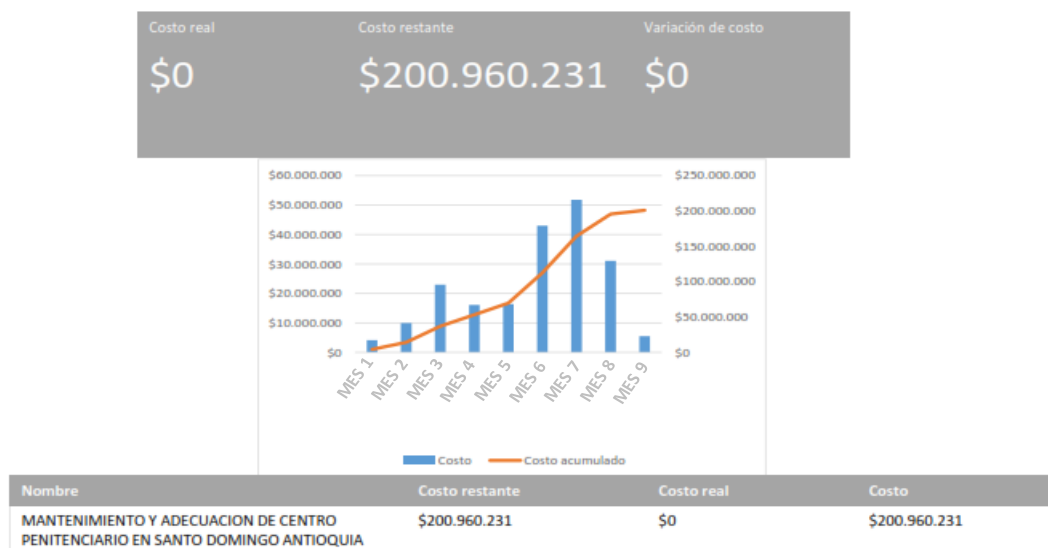 Costo real Costo restante Variación de costo
$0 $200.960.231 $0
$60.000.000 $250.000.000
$50.000.000 $200.000.000
$40.000.000 $150.000.000
$30.000.000 $100.000.000
$20.000.000 $50.000.000
$10.000.000
$0 $0
MES 1 MES 2 MES 3 MES 4 MES 5 MES 6 MES 7 MES 8 MES 9
Costo Costo acumulado
Nombre Costo restante Costo real Costo
MANTENIMIENTO Y ADECUACION DE CENTRO $200.960.231 $0 $200.960.231
PENITENCIARIO EN SANTO DOMINGO ANTIOQUIA